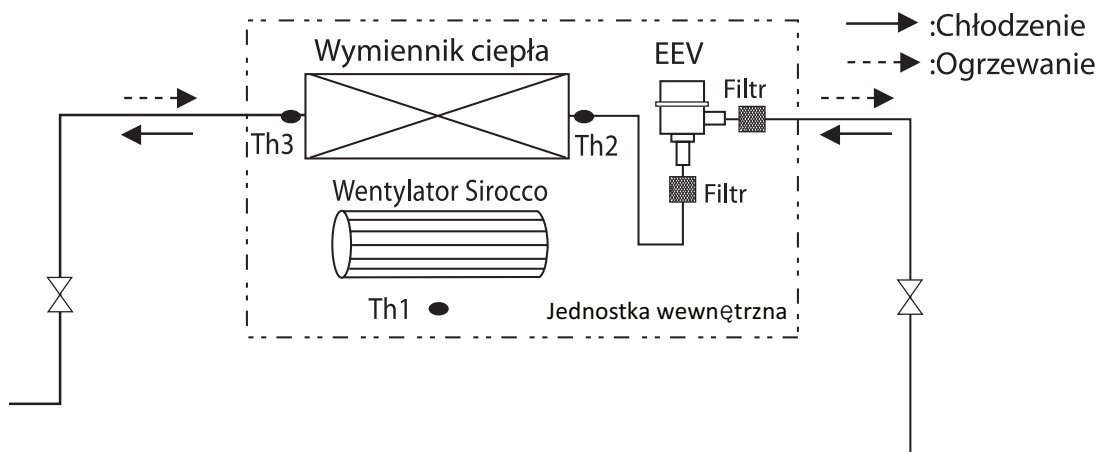 :Chłodzenie
:Ogrzewanie
Wymiennik ciepła
EEV
Filtr
Th3
Th2
Wentylator Sirocco
Filtr
Th1
Jednostka wewnętrzna